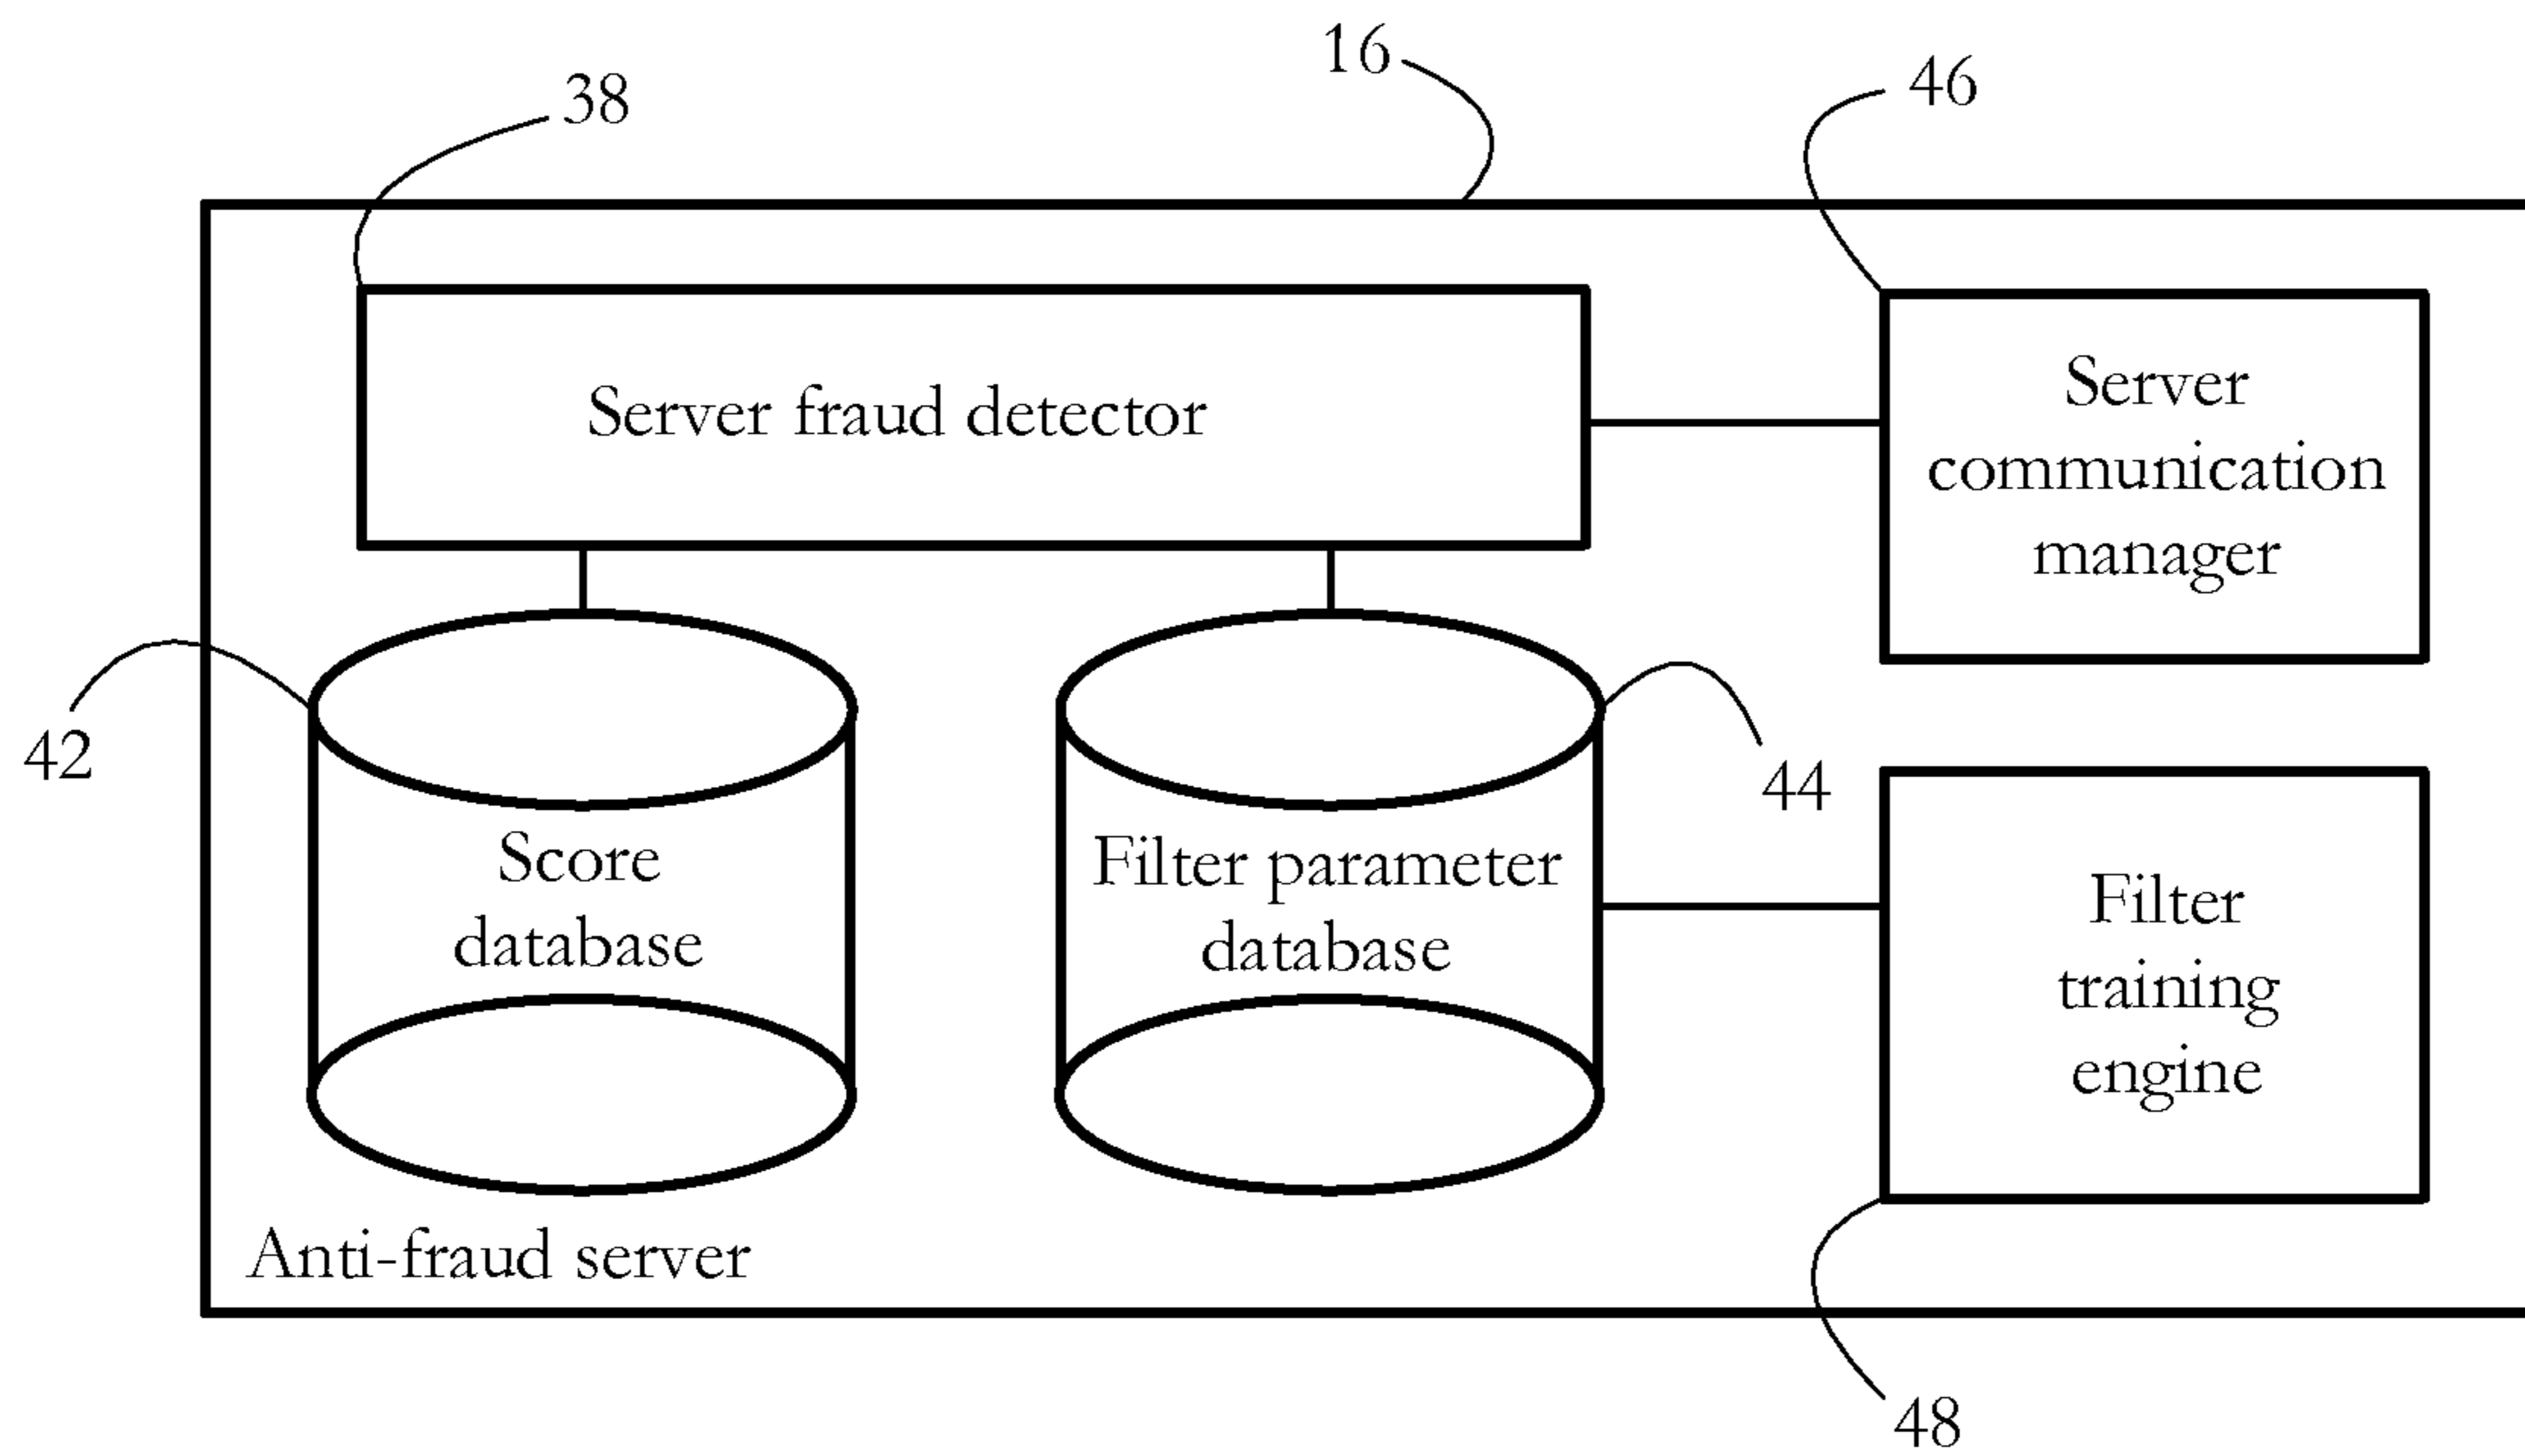 16
38
46
Server fraud detector
Server
communication
manager
42
44
Score
database
Filter parameter
database
Filter
training
engine
Anti-fraud server
48